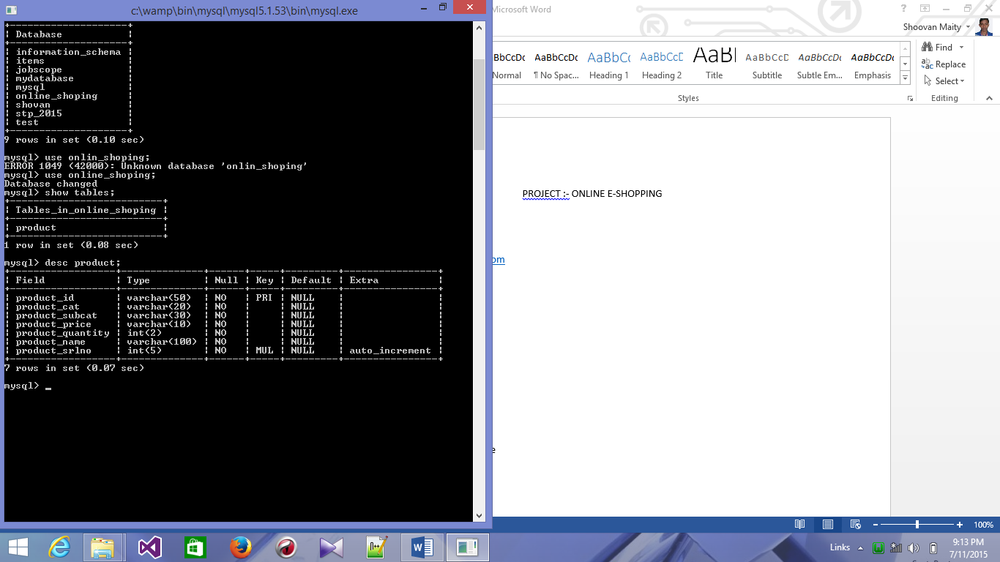 c:\wamp\bin\mysql\mysql5.1.53\bin\mysql.exe
+--------------------+
| Database           |
+--------------------+
| information_schema |
| items              |
| jobscope           |
| mydatabase         |
| mysql              |
| online_shoping     |
| shovan             |
| stp_2015           |
| test               |
+--------------------+
9 rows in set (0.10 sec)
mysql> use onlin_shoping;
ERROR 1049 (42000): Unknown database 'onlin_shoping'
mysql> use online_shoping;
Database changed
mysql> show tables;
+--------------------------+
| Tables_in_online_shoping |
+--------------------------+
| product                  |
+--------------------------+
1 row in set (0.08 sec)
mysql> desc product;
+------------------+--------------+------+-----+---------+----------------+
| Field            | Type         | Null | Key | Default | Extra          |
+------------------+--------------+------+-----+---------+----------------+
| product_id       | varchar(50)  | NO   | PRI | NULL    |                |
| product_cat      | varchar(20)  | NO   |     | NULL    |                |
| product_subcat   | varchar(30)  | NO   |     | NULL    |                |
| product_price    | varchar(10)  | NO   |     | NULL    |                |
| product_quantity | int(2)       | NO   |     | NULL    |                |
| product_name     | varchar(100) | NO   |     | NULL    |                |
| product_srlno    | int(5)       | NO   | MUL | NULL    | auto_increment |
+------------------+--------------+------+-----+---------+----------------+
7 rows in set (0.07 sec)
mysql> _
Microsoft Word
?
Shoovan Maity
AaBbCcDc AaBbCcDc AaBbC AaBbCcD AaB AaBbCcD AaBbCcDc AaBbCcDc
Normal ¶ No Spac... Heading 1 Heading 2 Title Subtitle Subtle Em... Emphasis
Styles
Find
Replace
Select
Editing
PROJECT :- ONLINE E-SHOPPING
om
e
100%
Links
9:13 PM
7/11/2015